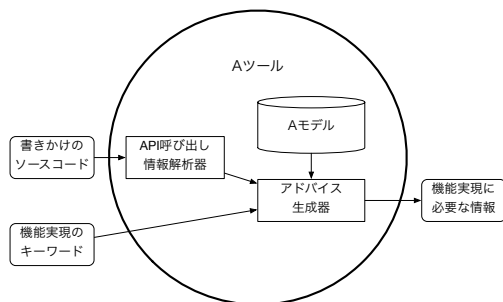 Aツール
Aモデル
書きかけの
ソースコード
API呼び出し
情報解析器
アドバイス
生成器
機能実現に
必要な情報
機能実現の
キーワード